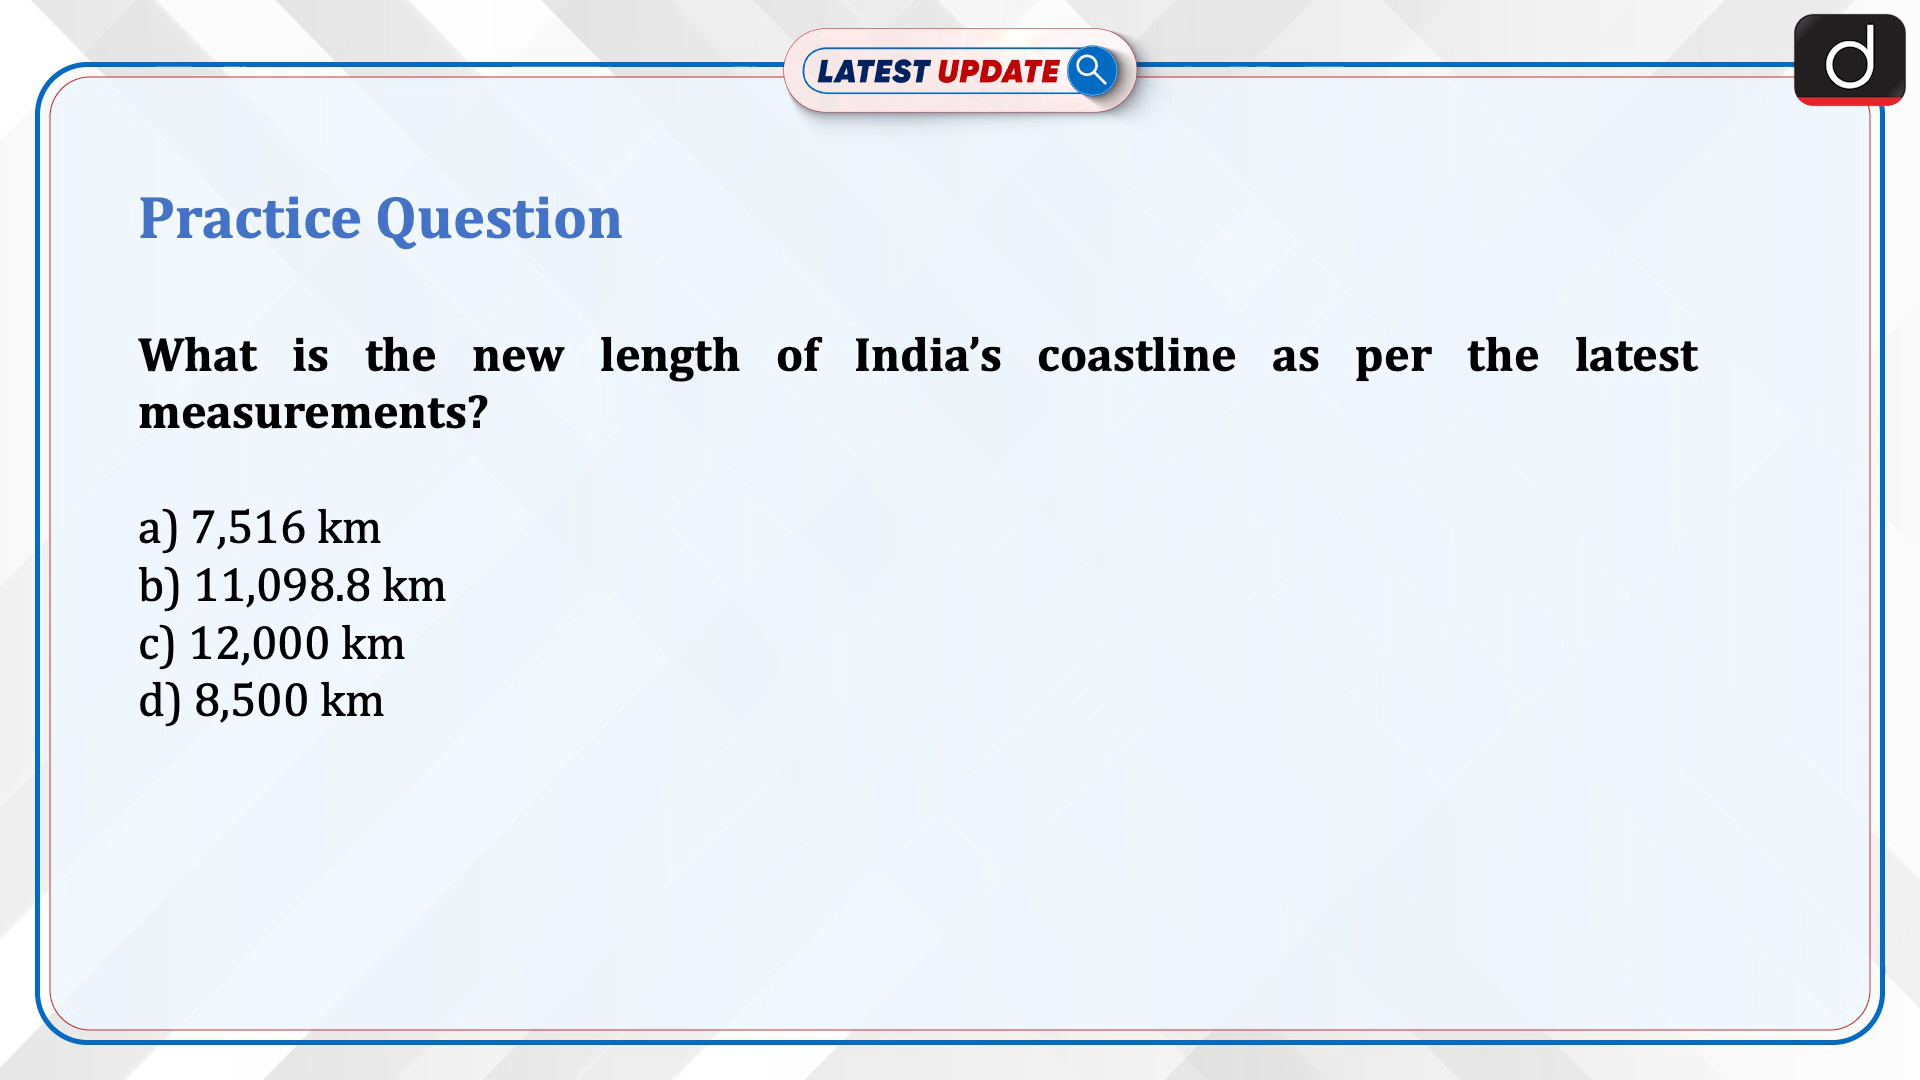 LATEST UPDATE
d
Practice Question
What is the new length of India’s coastline as per the latest
measurements?
a) 7,516 km
b) 11,098.8 km
c) 12,000 km
d) 8,500 km